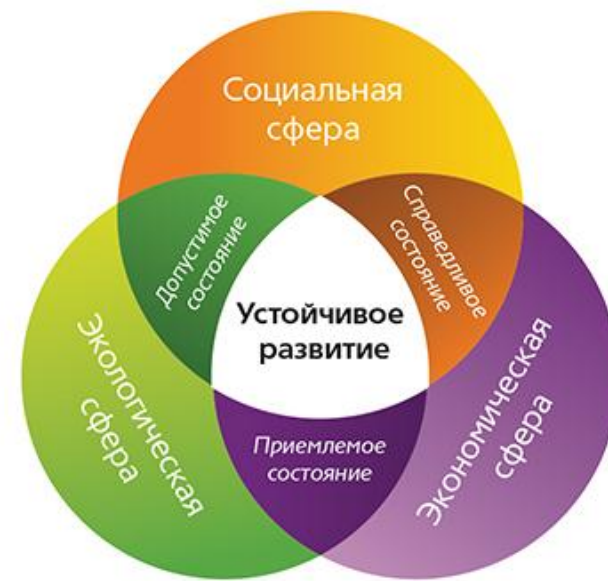 Социальная
сфера
Допустимое
состояние
Справедливое
состояние
Устойчивое
развитие
Экологическая
сфера
Приемлемое
состояние
Экономическая
сфера